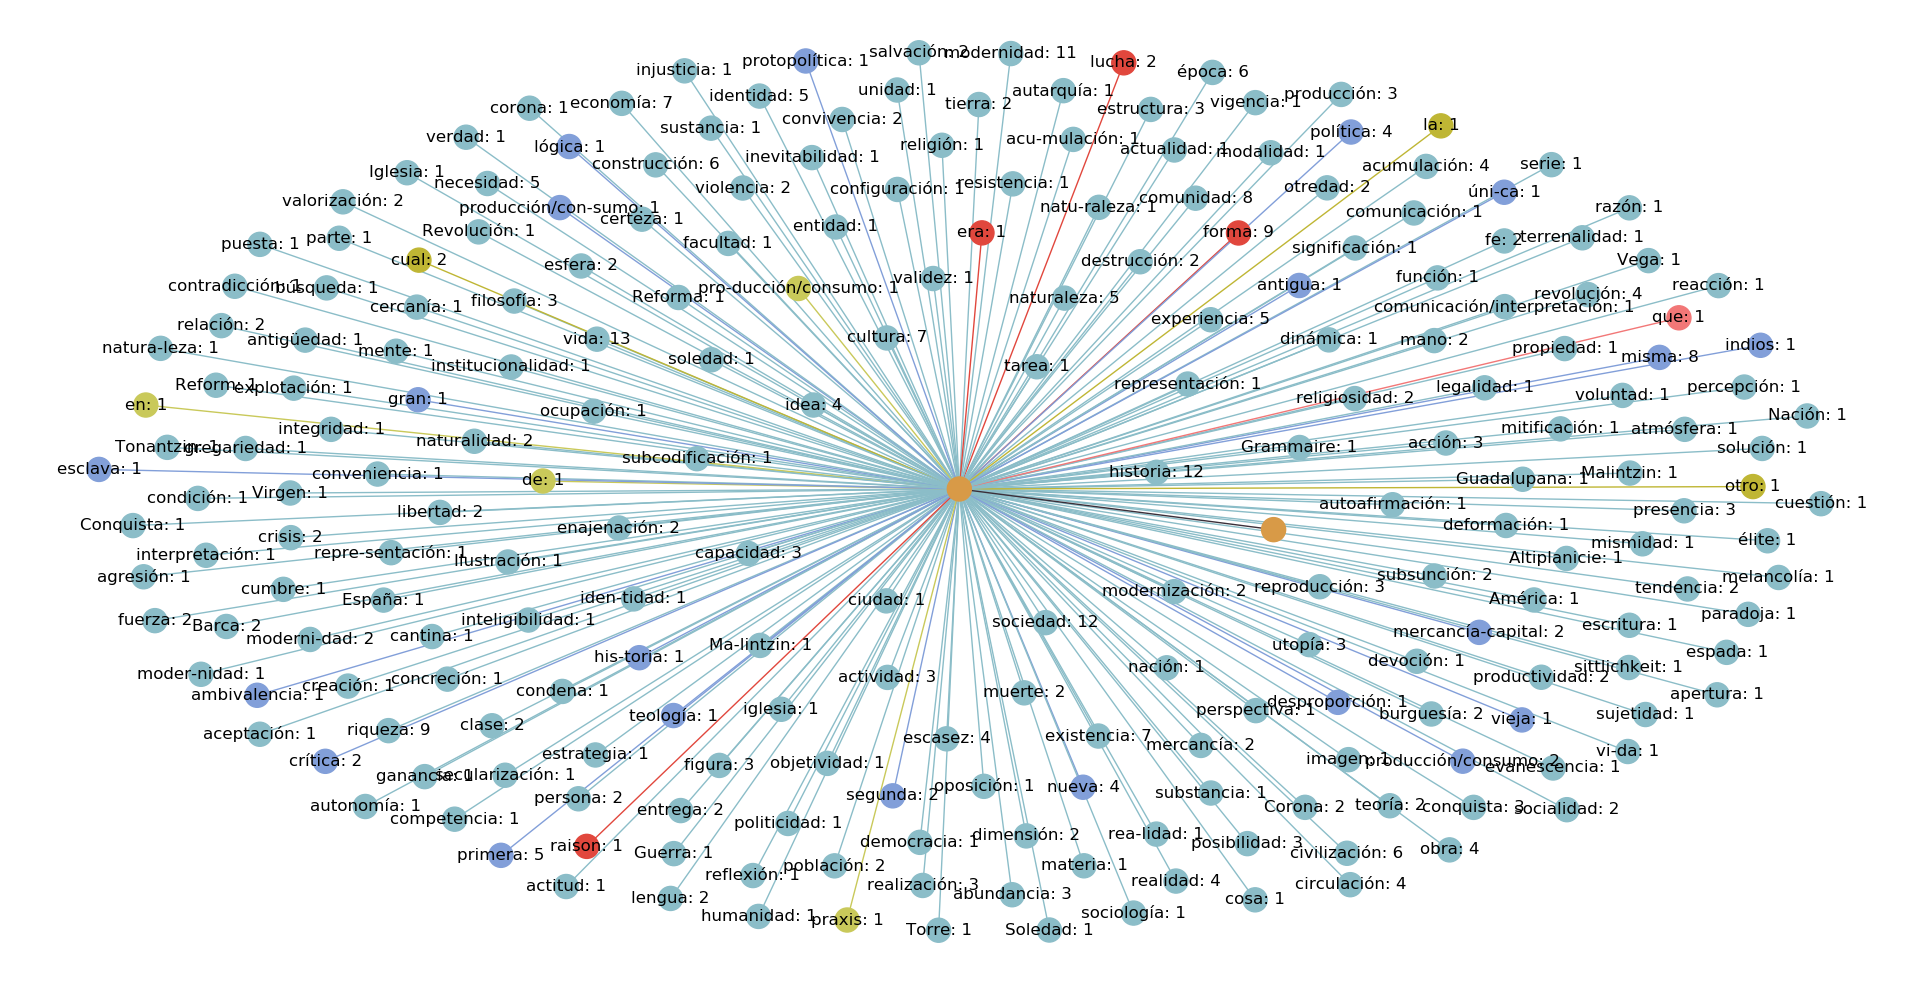 salvación: 2
modernidad: 11
protopolítica: 1
lucha: 2
injusticia: 1
época: 6
identidad: 5
unidad: 1
autarquía: 1
producción: 3
corona: 1
economía: 7
tierra: 2
estructura: 3
vigencia: 1
convivencia: 2
sustancia: 1
política: 4
la: 1
verdad: 1
lógica: 1
religión: 1
acu-mulación: 1
actualidad: 1
modalidad: 1
construcción: 6
inevitabilidad: 1
acumulación: 4
serie: 1
Iglesia: 1
necesidad: 5
violencia: 2
configuración: 1
resistencia: 1
comunidad: 8
otredad: 2
úni-ca: 1
valorización: 2
producción/con-sumo: 1
natu-raleza: 1
comunicación: 1
razón: 1
certeza: 1
Revolución: 1
entidad: 1
era: 1
forma: 9
puesta: 1
parte: 1
facultad: 1
significación: 1
fe: 2
terrenalidad: 1
cual: 2
esfera: 2
destrucción: 2
Vega: 1
contradicción: 1
búsqueda: 1
pro-ducción/consumo: 1
validez: 1
antigua: 1
función: 1
reacción: 1
cercanía: 1
filosofía: 3
Reforma: 1
naturaleza: 5
comunicación/interpretación: 1
revolución: 4
relación: 2
experiencia: 5
que: 1
antigüedad: 1
vida: 13
cultura: 7
dinámica: 1
mano: 2
natura-leza: 1
mente: 1
soledad: 1
propiedad: 1
misma: 8
indios: 1
institucionalidad: 1
tarea: 1
Reform: 1
explotación: 1
representación: 1
legalidad: 1
percepción: 1
en: 1
gran: 1
idea: 4
religiosidad: 2
voluntad: 1
ocupación: 1
Nación: 1
integridad: 1
mitificación: 1
atmósfera: 1
Tonantzin: 1
gregariedad: 1
naturalidad: 2
Grammaire: 1
acción: 3
solución: 1
esclava: 1
conveniencia: 1
subcodificación: 1
historia: 12
Guadalupana: 1
Malintzin: 1
condición: 1
Virgen: 1
de: 1
otro: 1
libertad: 2
autoafirmación: 1
presencia: 3
cuestión: 1
Conquista: 1
crisis: 2
enajenación: 2
deformación: 1
interpretación: 1
repre-sentación: 1
Ilustración: 1
capacidad: 3
Altiplanicie: 1
mismidad: 1
élite: 1
agresión: 1
cumbre: 1
reproducción: 3
subsunción: 2
tendencia: 2
melancolía: 1
España: 1
iden-tidad: 1
ciudad: 1
modernización: 2
América: 1
fuerza: 2
Barca: 2
inteligibilidad: 1
sociedad: 12
escritura: 1
paradoja: 1
moderni-dad: 2
cantina: 1
Ma-lintzin: 1
utopía: 3
mercancía-capital: 2
espada: 1
moder-nidad: 1
his-toria: 1
nación: 1
devoción: 1
sittlichkeit: 1
ambivalencia: 1
creación: 1
concreción: 1
condena: 1
actividad: 3
muerte: 2
productividad: 2
apertura: 1
aceptación: 1
riqueza: 9
clase: 2
teología: 1
iglesia: 1
perspectiva: 1
desproporción: 1
burguesía: 2
vieja: 1
sujetidad: 1
crítica: 2
estrategia: 1
escasez: 4
existencia: 7
mercancía: 2
vi-da: 1
ganancia: 1
secularización: 1
figura: 3
objetividad: 1
imagen: 1
producción/consumo: 2
evanescencia: 1
autonomía: 1
competencia: 1
persona: 2
entrega: 2
segunda: 2
oposición: 1
nueva: 4
substancia: 1
Corona: 2
teoría: 2
conquista: 3
socialidad: 2
politicidad: 1
primera: 5
raison: 1
Guerra: 1
democracia: 1
dimensión: 2
rea-lidad: 1
posibilidad: 3
civilización: 6
obra: 4
actitud: 1
reflexión: 1
población: 2
materia: 1
realidad: 4
circulación: 4
lengua: 2
realización: 3
abundancia: 3
cosa: 1
humanidad: 1
praxis: 1
Torre: 1
Soledad: 1
sociología: 1